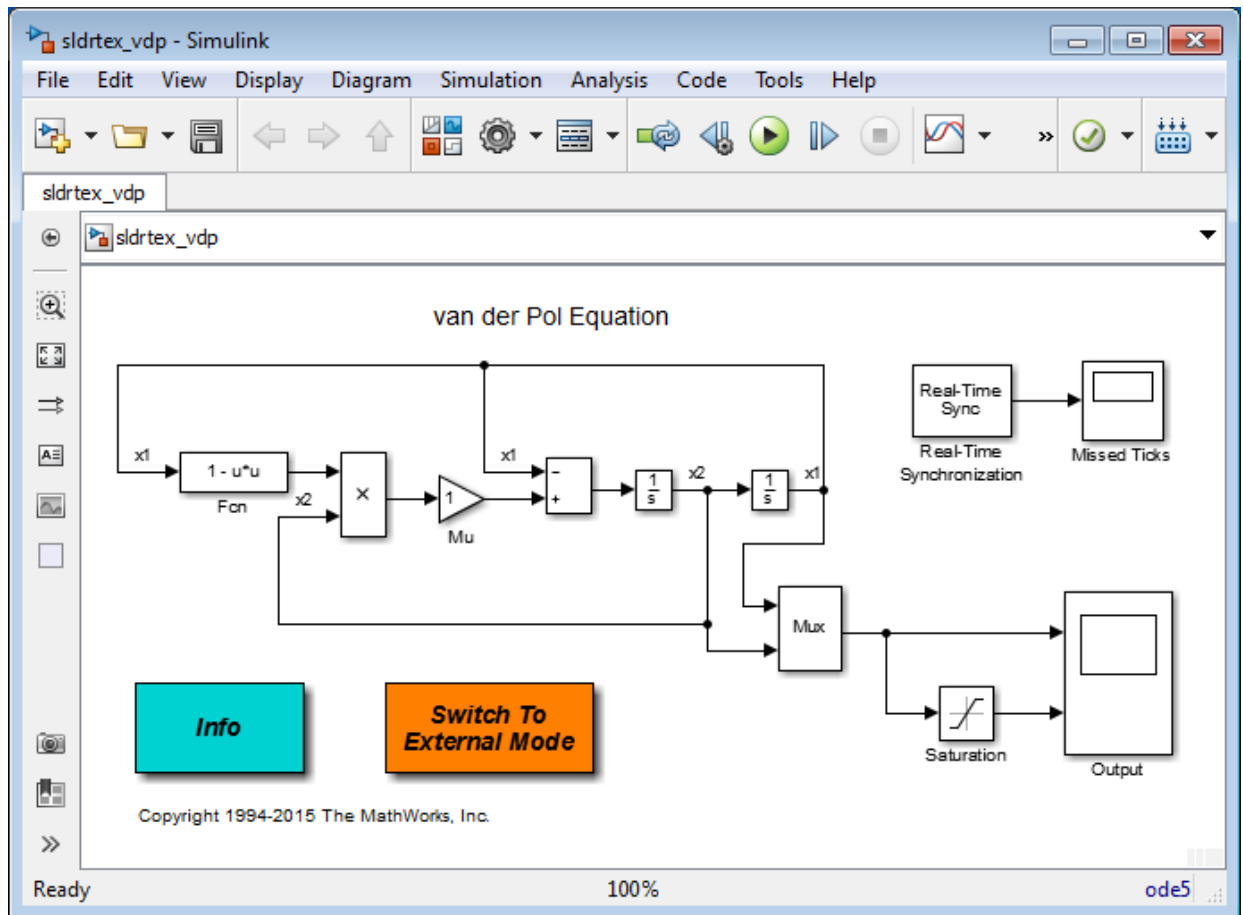 sldrtex_vdp - Simulink
File Edit View Display Diagram Simulation Analysis Code Tools Help
sldrtex_vdp
sldrtex_vdp
van der Pol Equation
Real-Time
Sync
Real-Time
Synchronization
Missed Ticks
x1
1 - u*u
Fcn
x2
×
1
Mu
x1
−
+
1
s
x2
1
s
x1
Mux
Saturation
Output
Info
Switch To
External Mode
Copyright 1994-2015 The MathWorks, Inc.
Ready 100% ode5